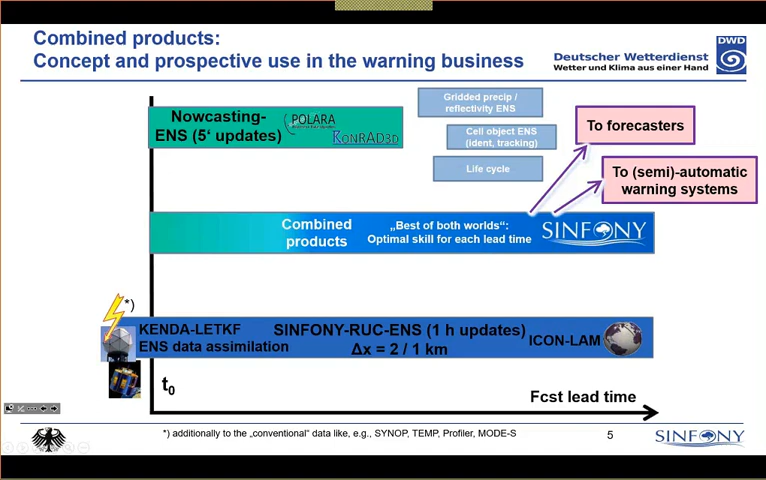 Combined products:
Concept and prospective use in the warning business
DWD
Deutscher Wetterdienst
Wetter und Klima aus einer Hand
Nowcasting-
ENS (5‘ updates)
POLARA
KONRAD3D
Gridded precip /
reflectivity ENS
Cell object ENS
(ident, tracking)
Life cycle
To forecasters
To (semi)-automatic
warning systems
Combined
products
„Best of both worlds“:
Optimal skill for each lead time
SINFONY
*)
KENDA-LETKF
ENS data assimilation
SINFONY-RUC-ENS (1 h updates)
Δx = 2 / 1 km
ICON-LAM
t₀
Fcst lead time
*) additionally to the „conventional“ data like, e.g., SYNOP, TEMP, Profiler, MODE-S
5
SINFONY